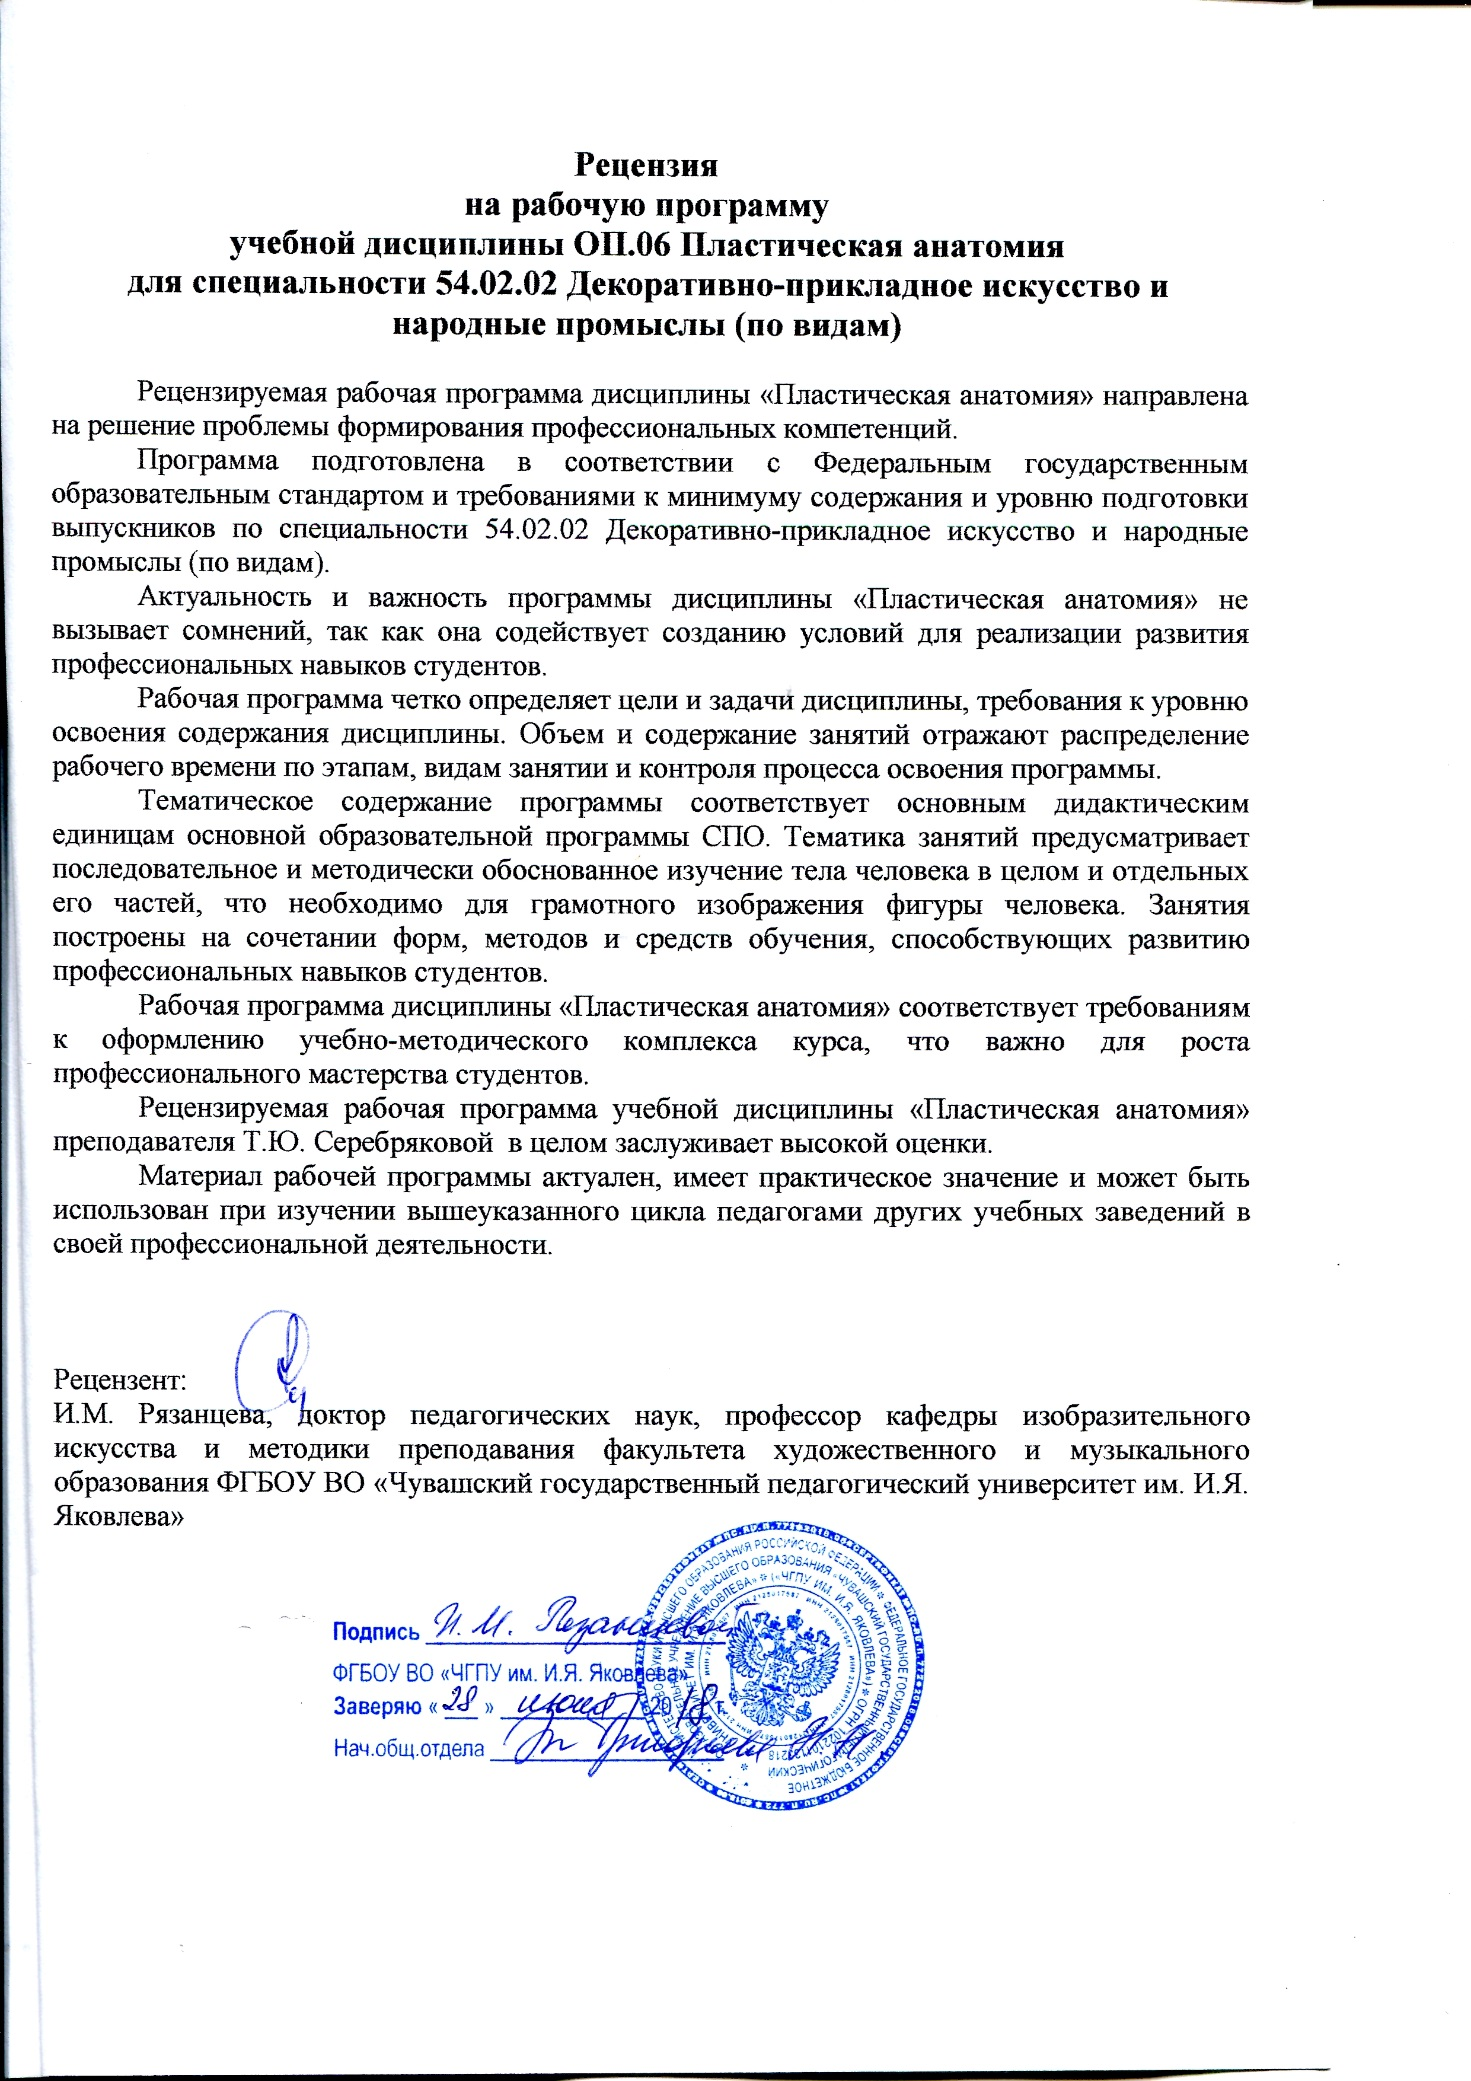 Рецензия
на рабочую программу
учебной дисциплины ОП.06 Пластическая анатомия
для специальности 54.02.02 Декоративно-прикладное искусство и
народные промыслы (по видам)
Рецензируемая рабочая программа дисциплины «Пластическая анатомия» направлена
на решение проблемы формирования профессиональных компетенций.
Программа подготовлена в соответствии с Федеральным государственным
образовательным стандартом и требованиями к минимуму содержания и уровню подготовки
выпускников по специальности 54.02.02 Декоративно-прикладное искусство и народные
промыслы (по видам).
Актуальность и важность программы дисциплины «Пластическая анатомия» не
вызывает сомнений, так как она содействует созданию условий для реализации развития
профессиональных навыков студентов.
Рабочая программа четко определяет цели и задачи дисциплины, требования к уровню
освоения содержания дисциплины. Объем и содержание занятий отражают распределение
рабочего времени по этапам, видам занятии и контроля процесса освоения программы.
Тематическое содержание программы соответствует основным дидактическим
единицам основной образовательной программы СПО. Тематика занятий предусматривает
последовательное и методически обоснованное изучение тела человека в целом и отдельных
его частей, что необходимо для грамотного изображения фигуры человека. Занятия
построены на сочетании форм, методов и средств обучения, способствующих развитию
профессиональных навыков студентов.
Рабочая программа дисциплины «Пластическая анатомия» соответствует требованиям
к оформлению учебно-методического комплекса курса, что важно для роста
профессионального мастерства студентов.
Рецензируемая рабочая программа учебной дисциплины «Пластическая анатомия»
преподавателя Т.Ю. Серебряковой в целом заслуживает высокой оценки.
Материал рабочей программы актуален, имеет практическое значение и может быть
использован при изучении вышеуказанного цикла педагогами других учебных заведений в
своей профессиональной деятельности.
Рецензент:
И.М. Рязанцева, доктор педагогических наук, профессор кафедры изобразительного
искусства и методики преподавания факультета художественного и музыкального
образования ФГБОУ ВО «Чувашский государственный педагогический университет им. И.Я.
Яковлева»
Подпись И. М. Рязанцевой
ФГБОУ ВО «ЧГПУ им. И.Я. Яковлева»
Заверяю « 28 » июня 2018 г.
Нач.общ.отдела